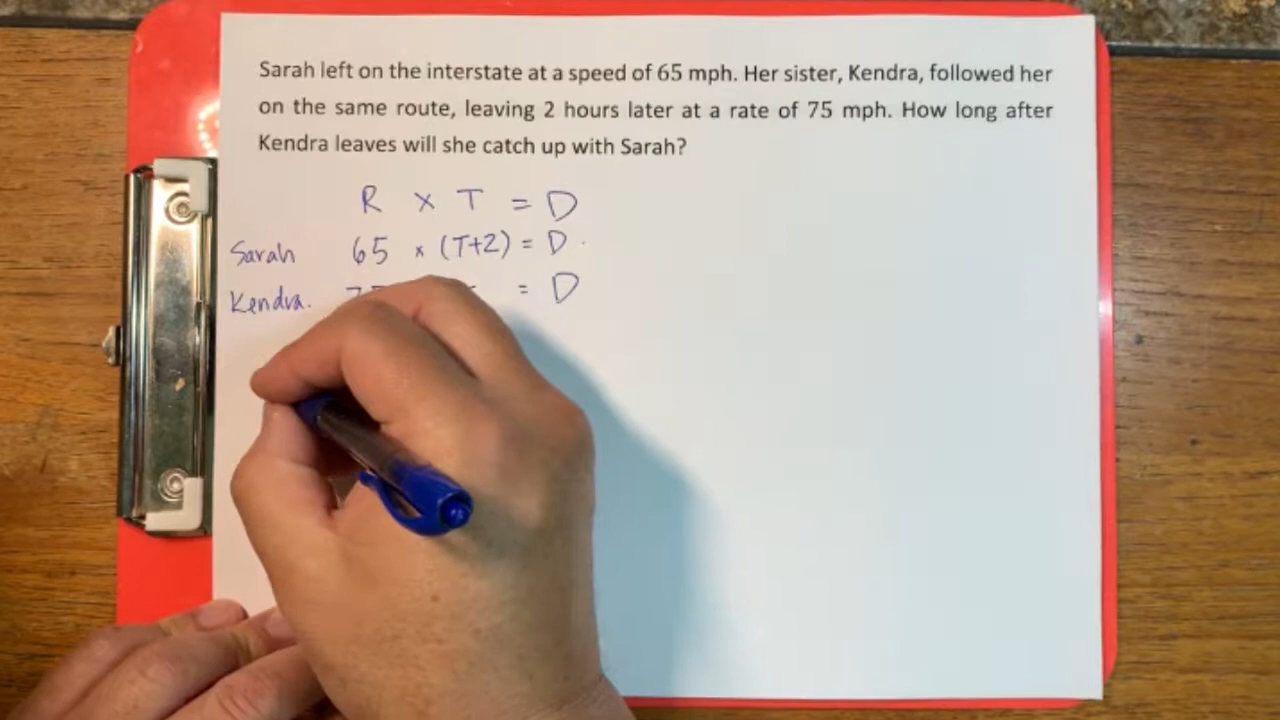 Sarah left on the interstate at a speed of 65 mph. Her sister, Kendra, followed her
on the same route, leaving 2 hours later at a rate of 75 mph. How long after
Kendra leaves will she catch up with Sarah?
R x T = D
Sarah 65 x (T+2) = D
Kendra. = D